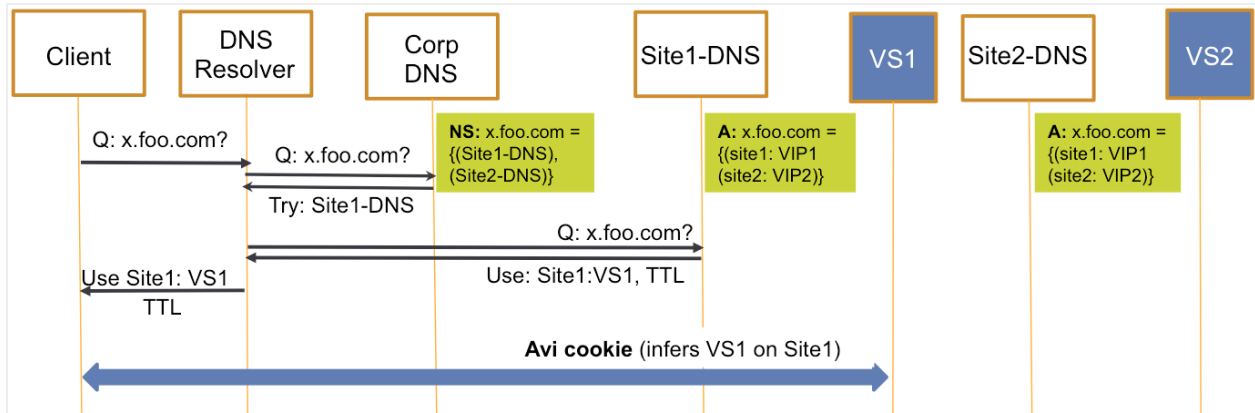 Client
DNS
Resolver
Corp
DNS
Site1-DNS
VS1
Site2-DNS
VS2
Q: x.foo.com?
Q: x.foo.com?
NS: x.foo.com =
{(Site1-DNS),
(Site2-DNS)}
A: x.foo.com =
{(site1: VIP1
(site2: VIP2)}
A: x.foo.com =
{(site1: VIP1
(site2: VIP2)}
Try: Site1-DNS
Q: x.foo.com?
Use: Site1:VS1, TTL
Use Site1: VS1
TTL
Avi cookie (infers VS1 on Site1)